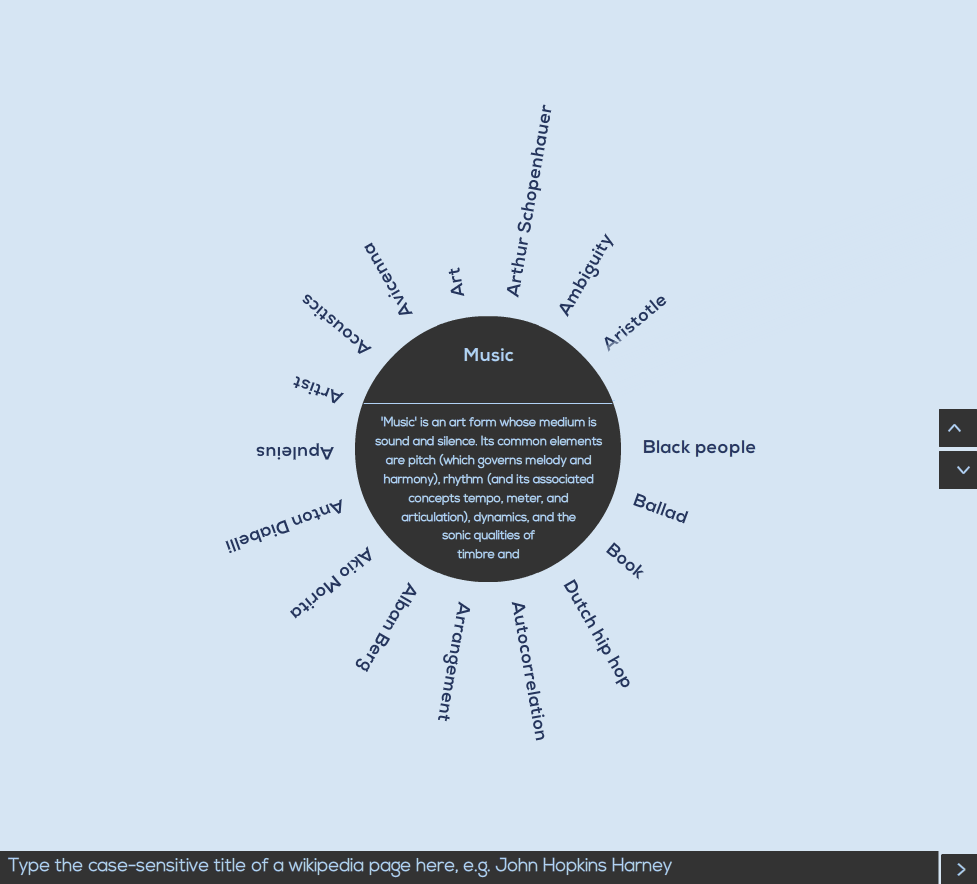 Music
'Music' is an art form whose medium is
sound and silence. Its common elements
are pitch (which governs melody and
harmony), rhythm (and its associated
concepts tempo, meter, and
articulation), dynamics, and the
sonic qualities of
timbre and
Arthur Schopenhauer
Ambiguity
Aristotle
Black people
Ballad
Book
Dutch hip hop
Autocorrelation
Arrangement
Alban Berg
Akio Morita
Anton Diabelli
Apuleius
Artist
Acoustics
Avicenna
Art
Type the case-sensitive title of a wikipedia page here, e.g. John Hopkins Harney